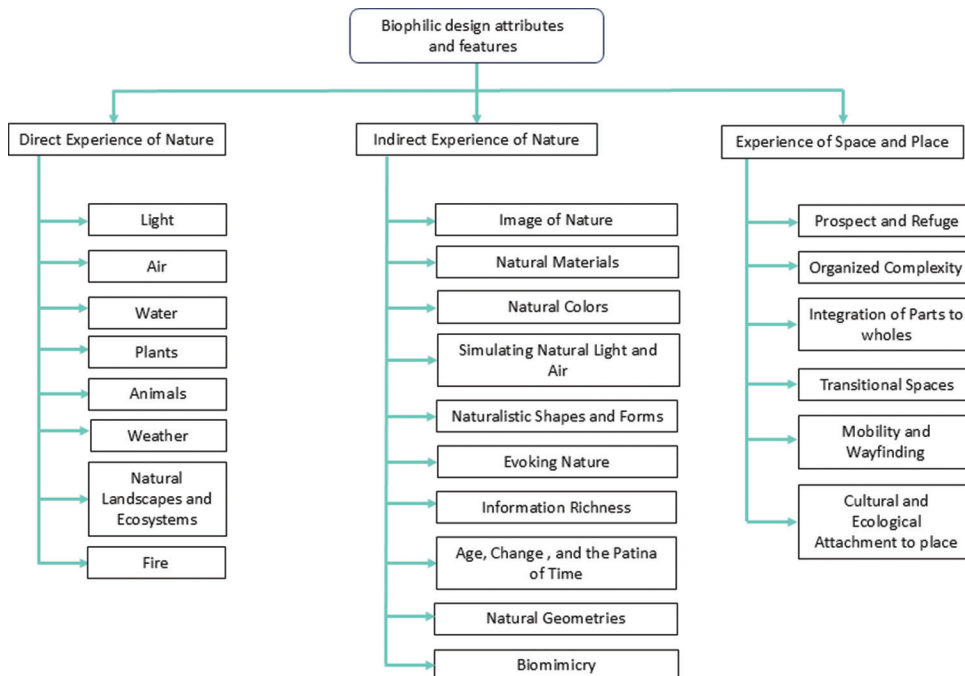 Biophilic design attributes
and features
Direct Experience of Nature
Light
Air
Water
Plants
Animals
Weather
Natural
Landscapes and
Ecosystems
Fire
Indirect Experience of Nature
Image of Nature
Natural Materials
Natural Colors
Simulating Natural Light and
Air
Naturalistic Shapes and Forms
Evoking Nature
Information Richness
Age, Change , and the Patina
of Time
Natural Geometries
Biomimicry
Experience of Space and Place
Prospect and Refuge
Organized Complexity
Integration of Parts to
wholes
Transitional Spaces
Mobility and
Wayfinding
Cultural and
Ecological
Attachment to place